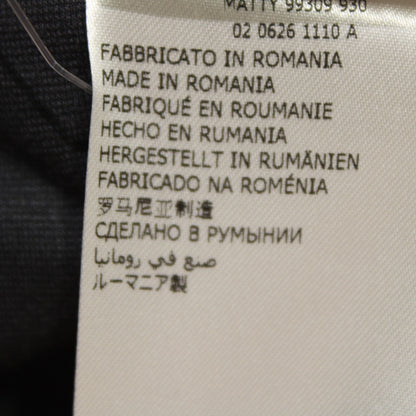 MATTY 99309 930
02 0626 1110 A
FABBRICATO IN ROMANIA
MADE IN ROMANIA
FABRIQUÉ EN ROUMANIE
HECHO EN RUMANIA
HERGESTELLT IN RUMÄNIEN
FABRICADO NA ROMÉNIA
罗马尼亚制造
СДЕЛАНО В РУМЫНИИ
صنع في رومانيا
ルーマニア製